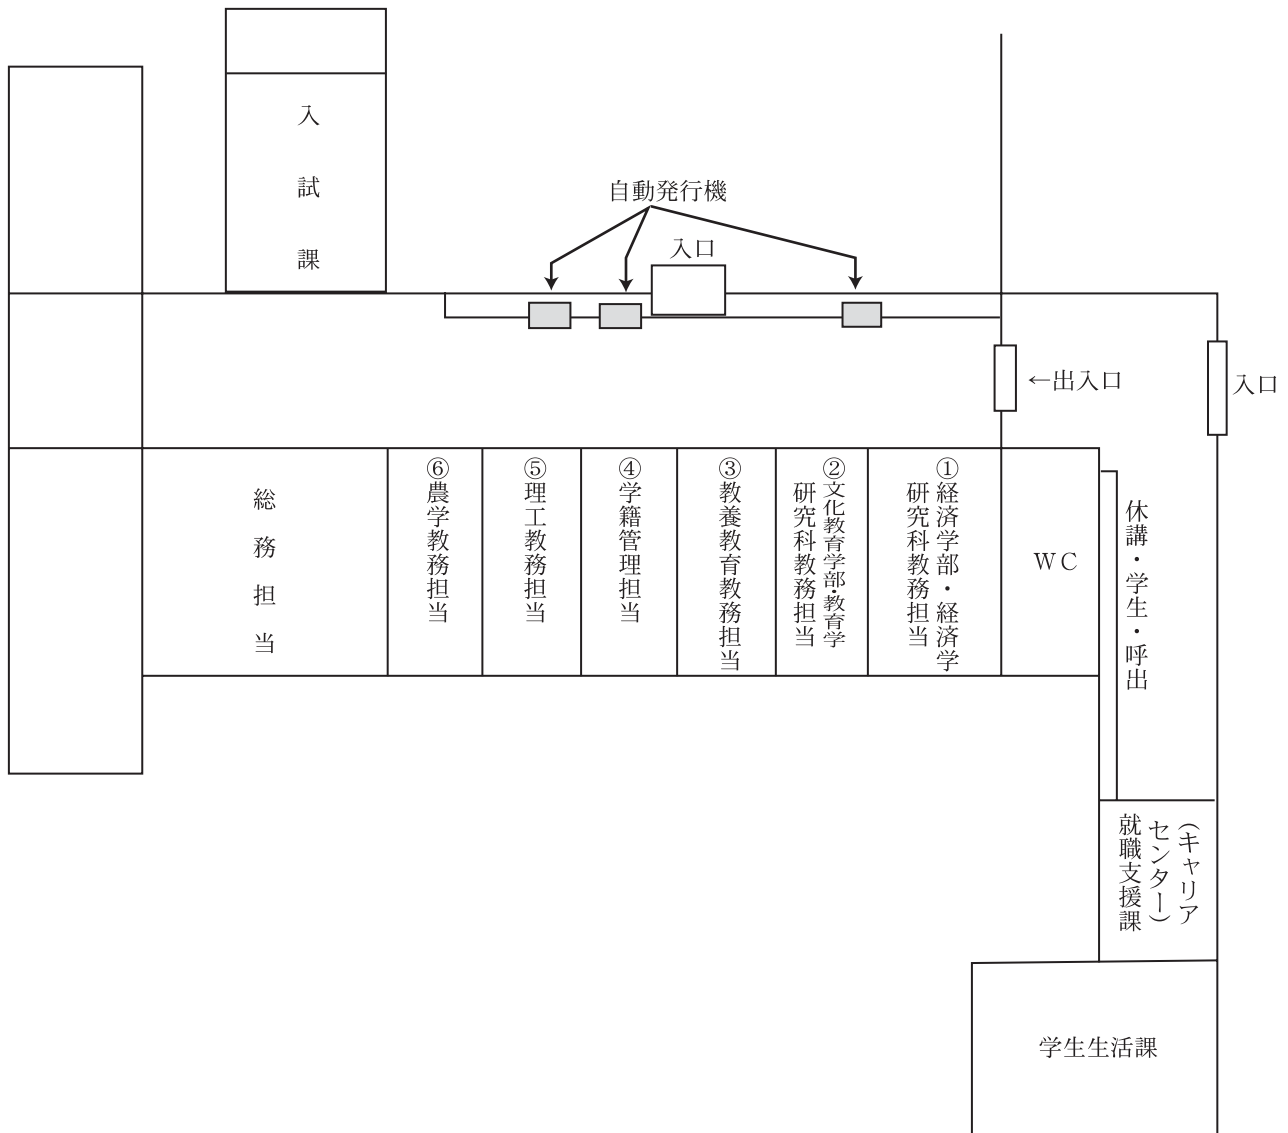 入試課
自動発行機
入口
←出入口
入口
①経済学部・経済学
研究科教務担当
②文化教育学部・教育学
研究科教務担当
③教養教育教務担当
④学籍管理担当
⑤理工教務担当
⑥農学教務担当
総務担当
WC
休講・学生・呼出
(キャリア
センター)
就職支援課
学生生活課